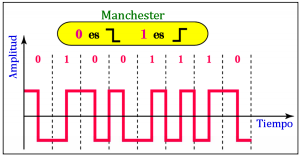 Manchester
0 es 1 es
Amplitud
0 1 0 0 1 1 1 0
Tiempo